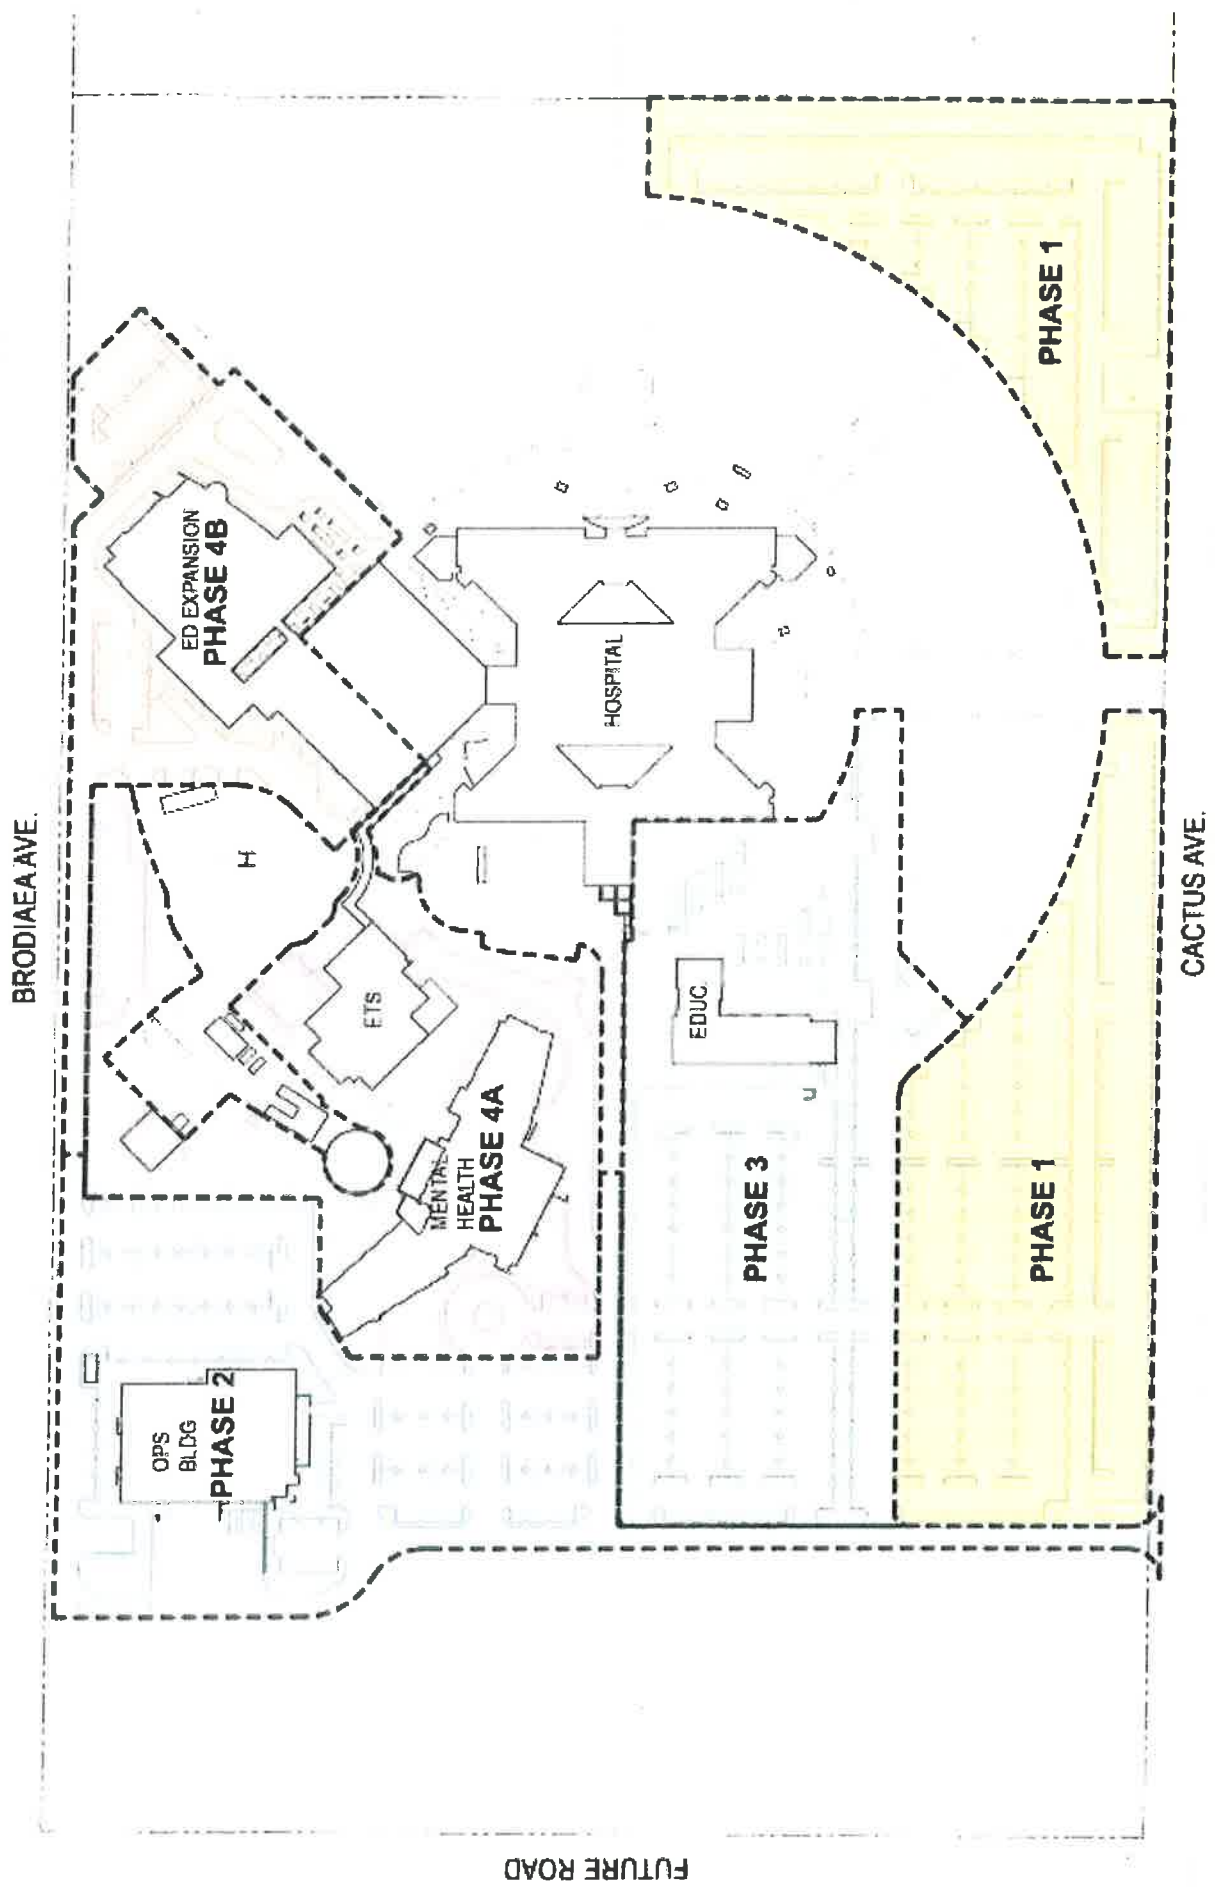 BRODIAEA AVE.
ED EXPANSION
PHASE 4B
H
ETS
MENTAL
HEALTH
PHASE 4A
OPS
BLDG
PHASE 2
HOSPITAL
EDUC.
PHASE 3
PHASE 1
PHASE 1
CACTUS AVE.
FUTURE ROAD